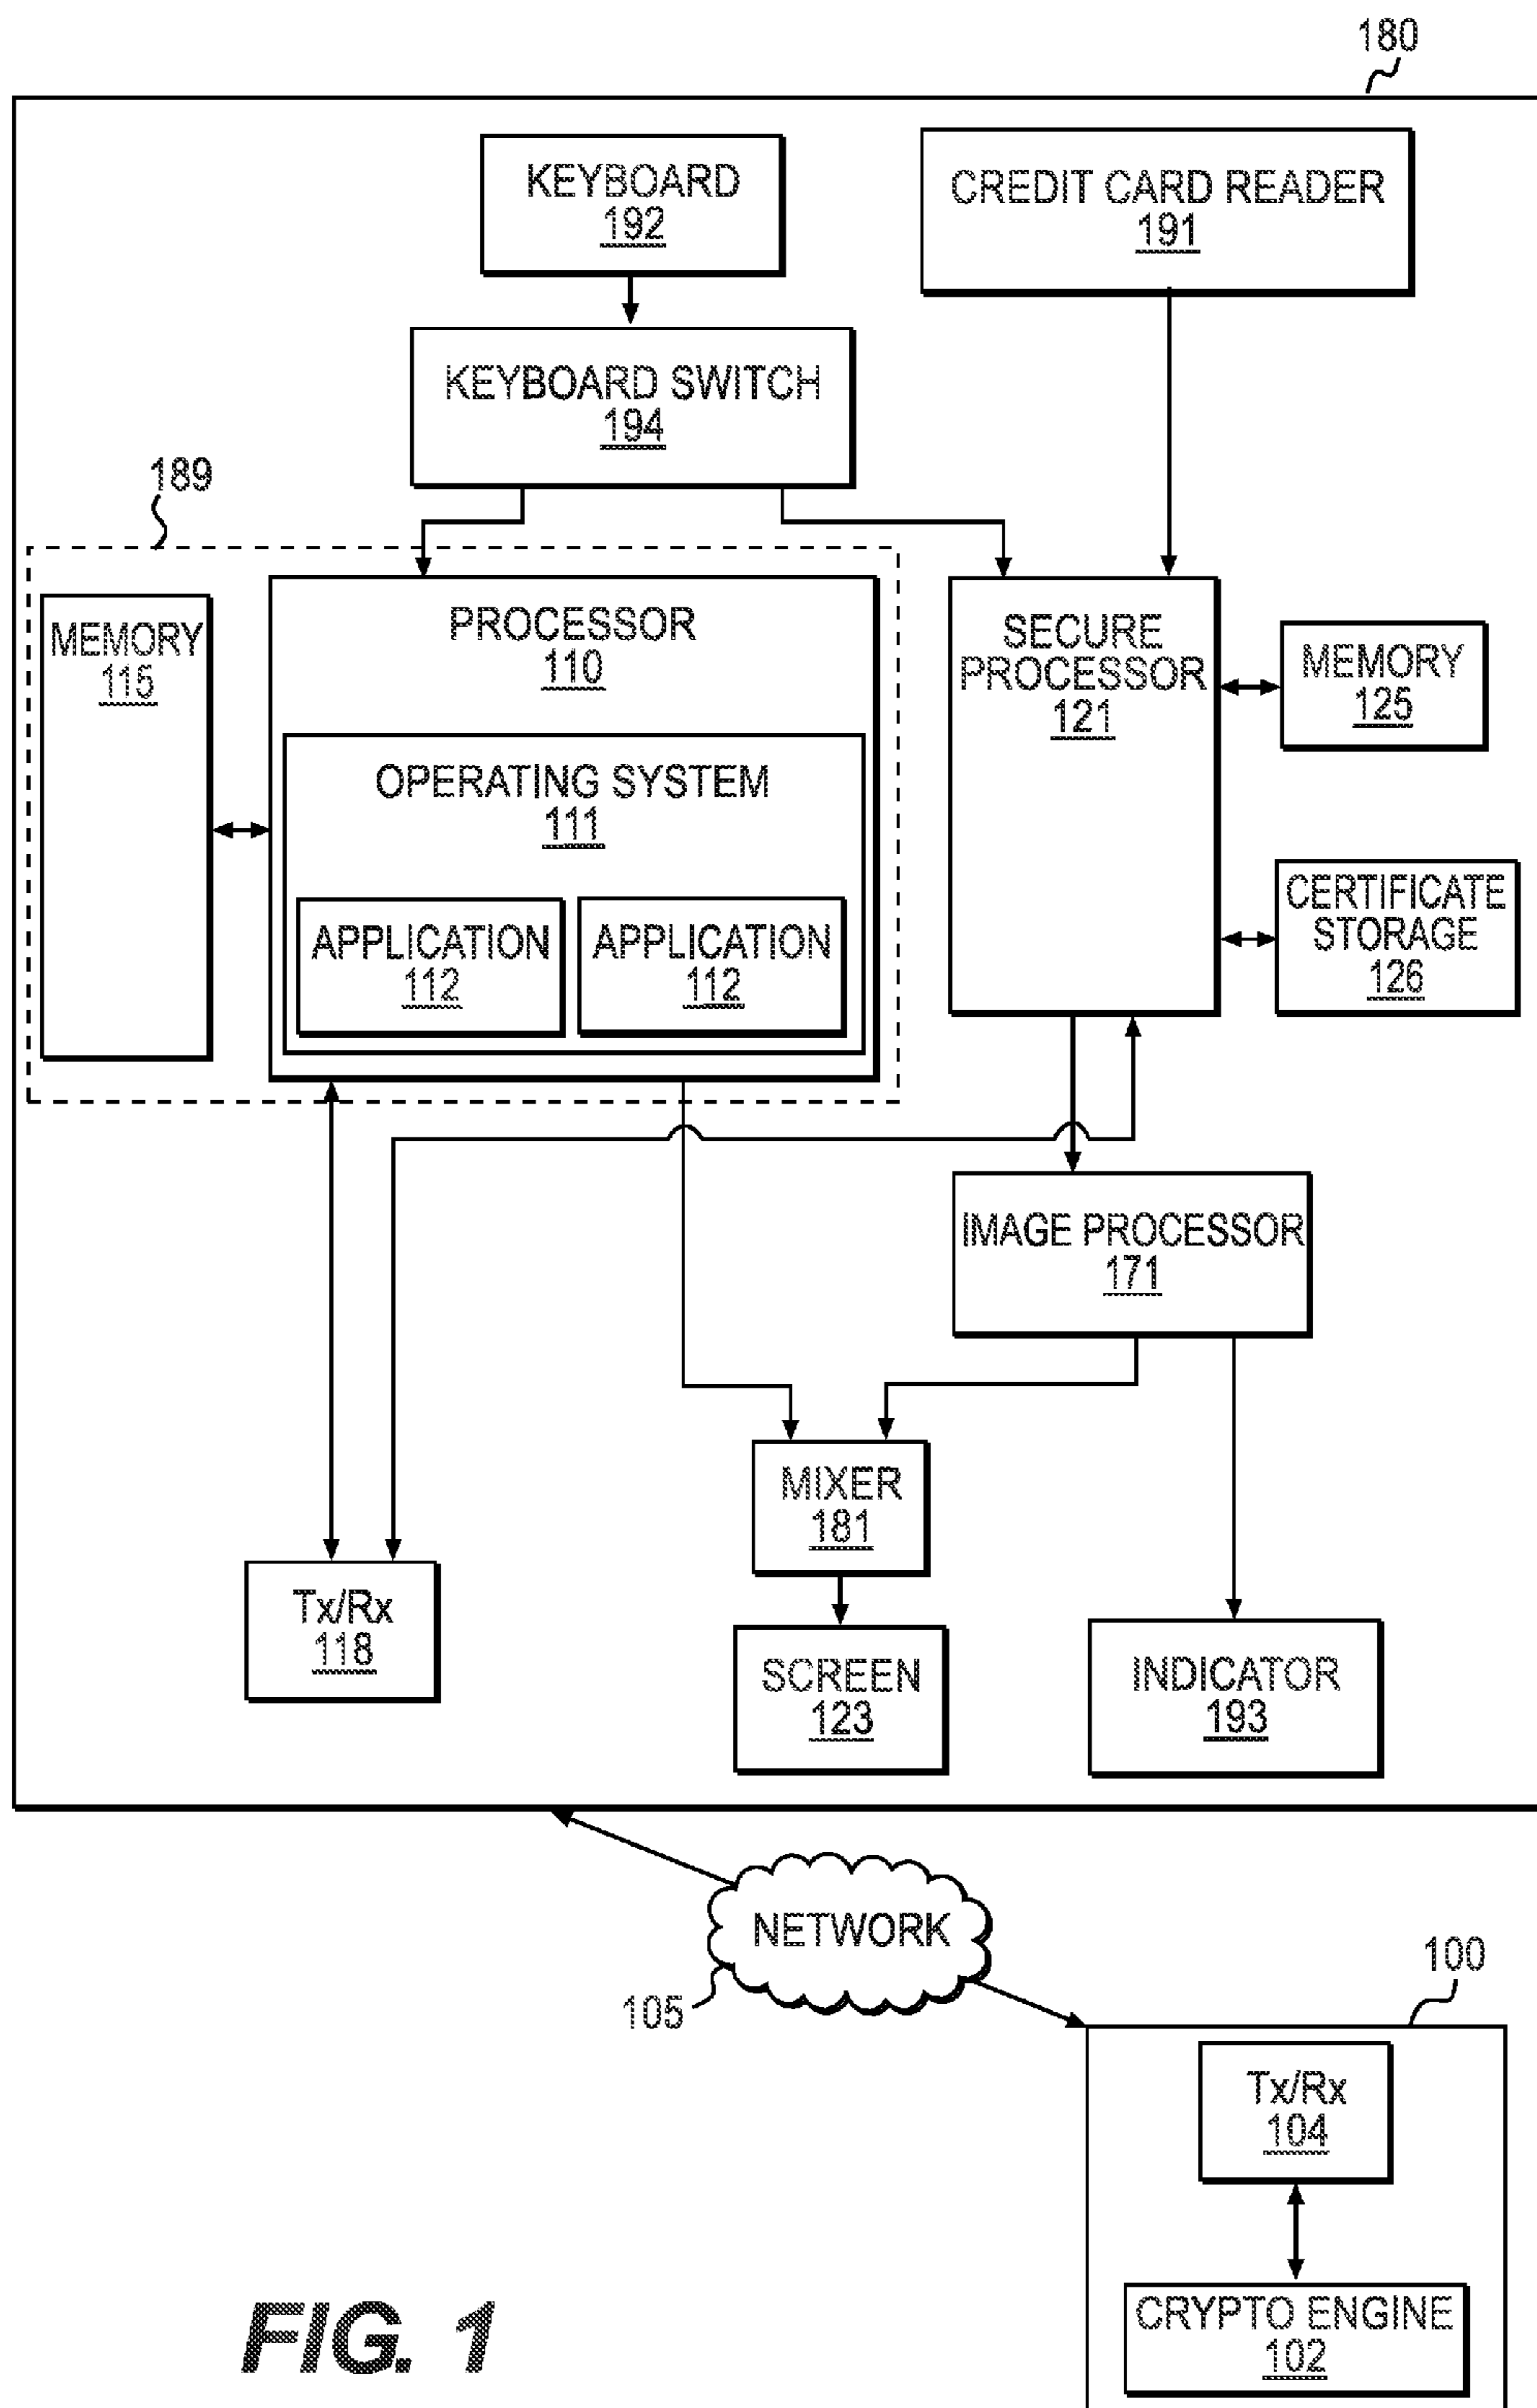 180
KEYBOARD
192
CREDIT CARD READER
191
KEYBOARD SWITCH
194
189
MEMORY
115
PROCESSOR
110
OPERATING SYSTEM
111
APPLICATION
112
APPLICATION
112
SECURE
PROCESSOR
121
MEMORY
125
CERTIFICATE
STORAGE
126
IMAGE PROCESSOR
171
MIXER
181
Tx/Rx
118
SCREEN
123
INDICATOR
193
NETWORK
105
100
Tx/Rx
104
CRYPTO ENGINE
102
FIG. 1